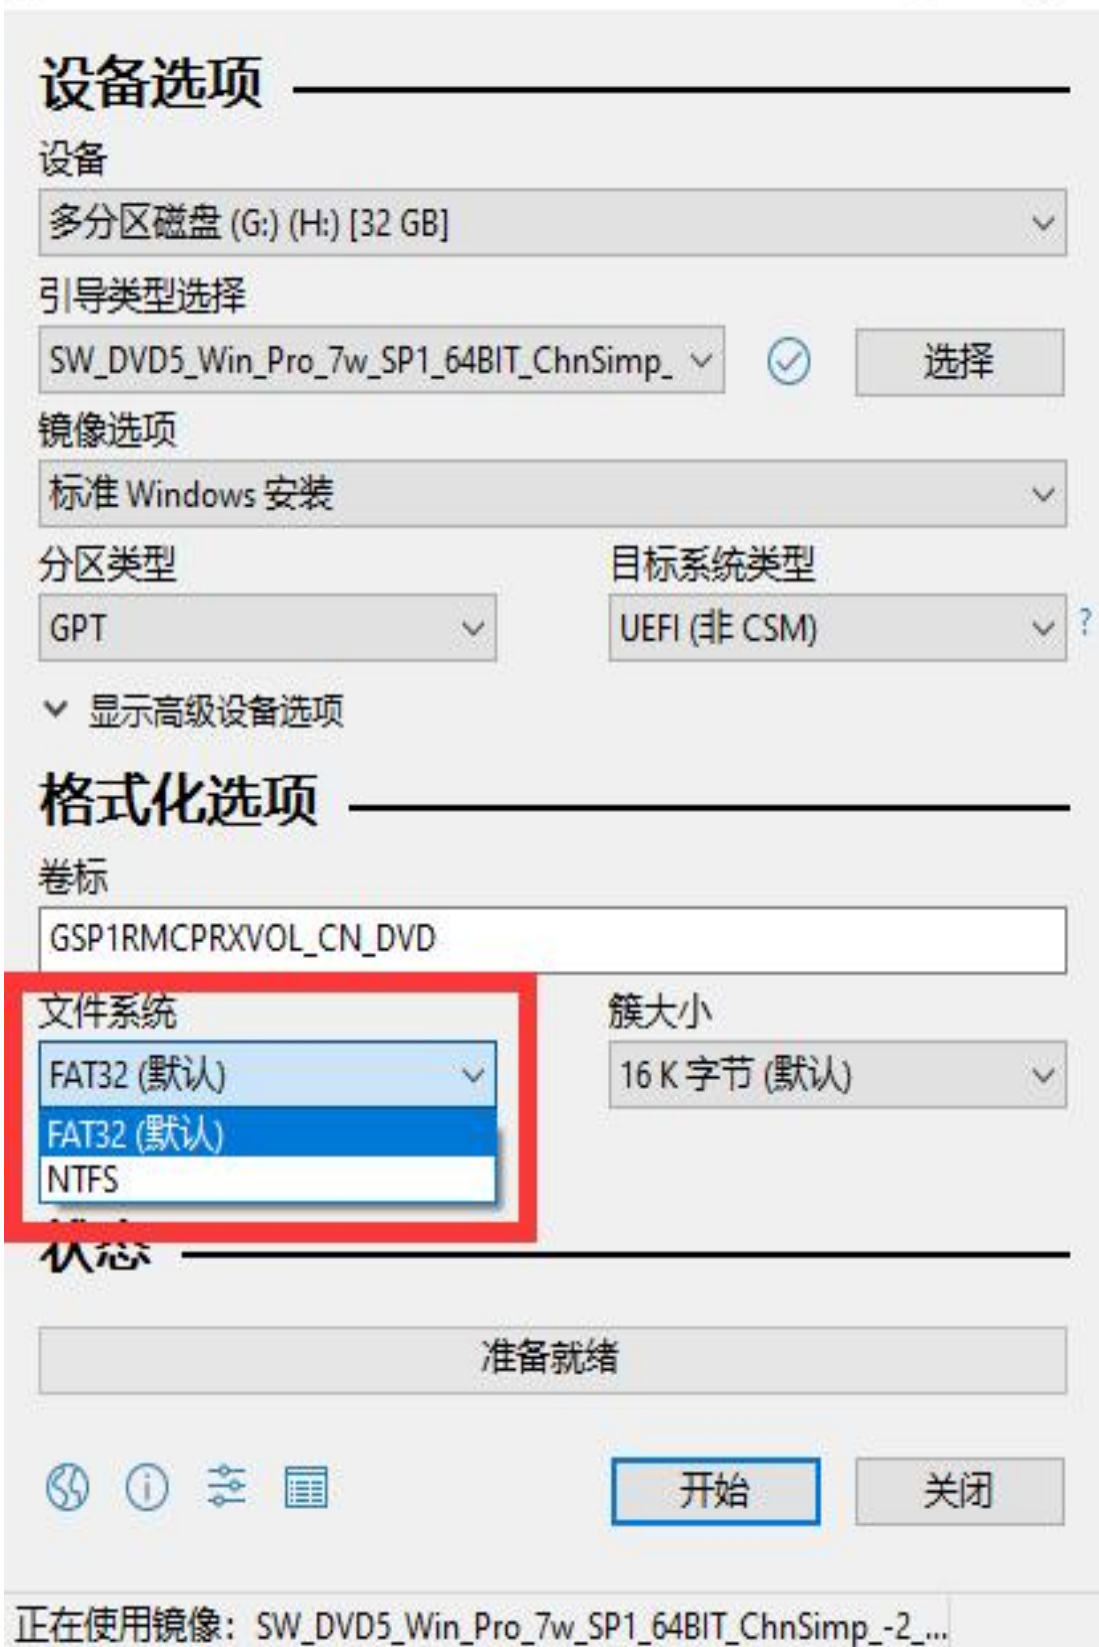 设备选项
设备
多分区磁盘 (G:) (H:) [32 GB]
引导类型选择
SW_DVD5_Win_Pro_7w_SP1_64BIT_ChnSimp_
选择
镜像选项
标准 Windows 安装
分区类型 目标系统类型
GPT UEFI (非 CSM) ?
显示高级设备选项
格式化选项
卷标
GSP1RMCPRXVOL_CN_DVD
文件系统 簇大小
FAT32 (默认) 16 K 字节 (默认)
FAT32 (默认)
NTFS
状态
准备就绪
开始 关闭
正在使用镜像：SW_DVD5_Win_Pro_7w_SP1_64BIT_ChnSimp_-2_...